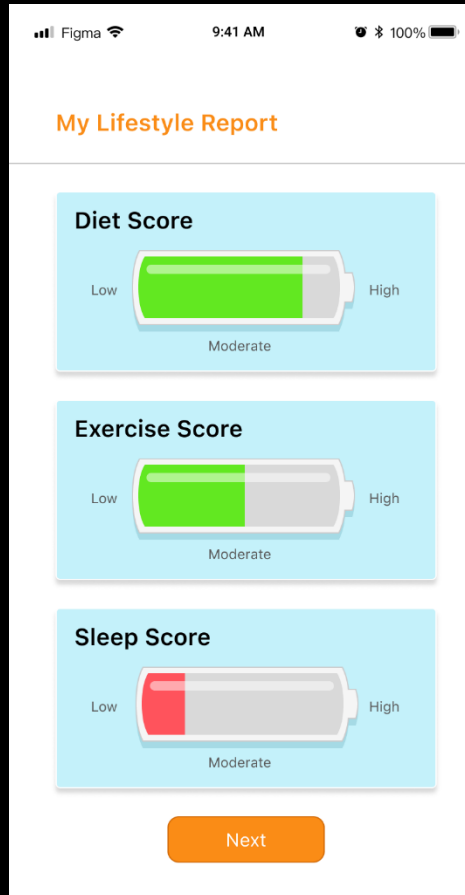 Figma 9:41 AM 100%
My Lifestyle Report
Diet Score
Low High
Moderate
Exercise Score
Low High
Moderate
Sleep Score
Low High
Moderate
Next